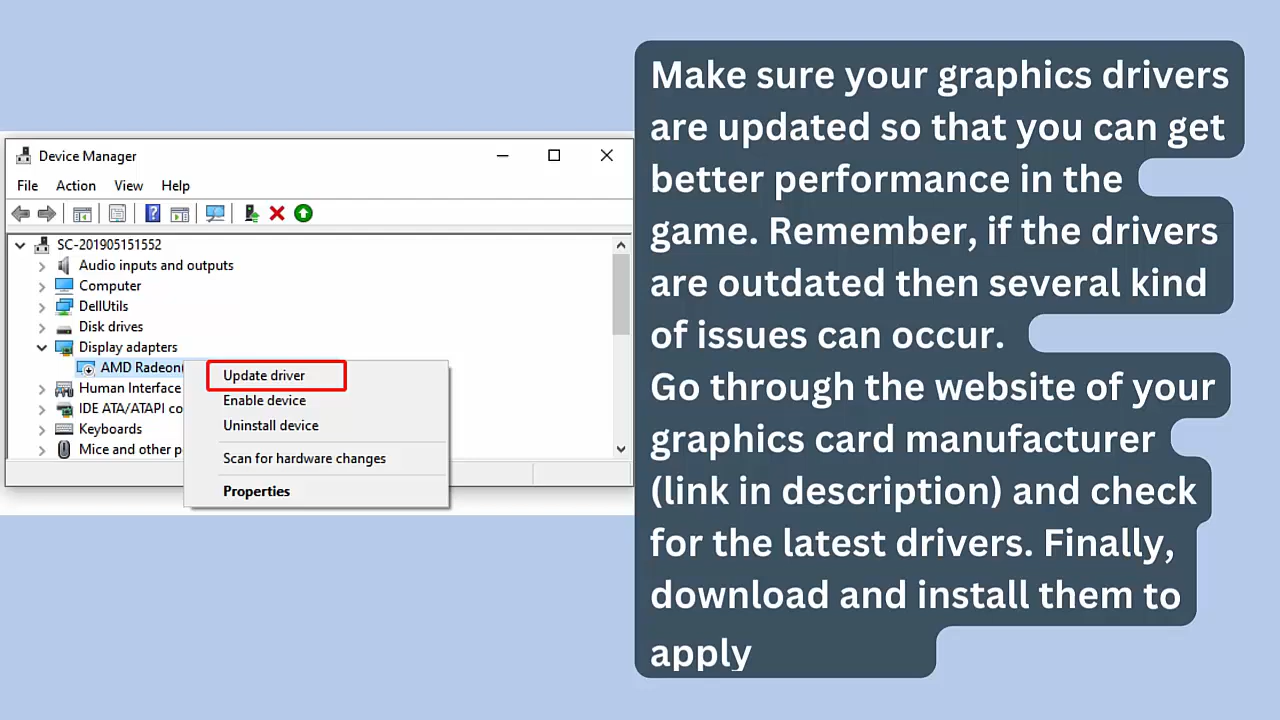 Device Manager
File Action View Help
SC-201905151552
Audio inputs and outputs
Computer
DellUtils
Disk drives
Display adapters
AMD Radeon
Human Interface
IDE ATA/ATAPI co
Keyboards
Mice and other p
Update driver
Enable device
Uninstall device
Scan for hardware changes
Properties
Make sure your graphics drivers
are updated so that you can get
better performance in the
game. Remember, if the drivers
are outdated then several kind
of issues can occur.
Go through the website of your
graphics card manufacturer
(link in description) and check
for the latest drivers. Finally,
download and install them to
apply